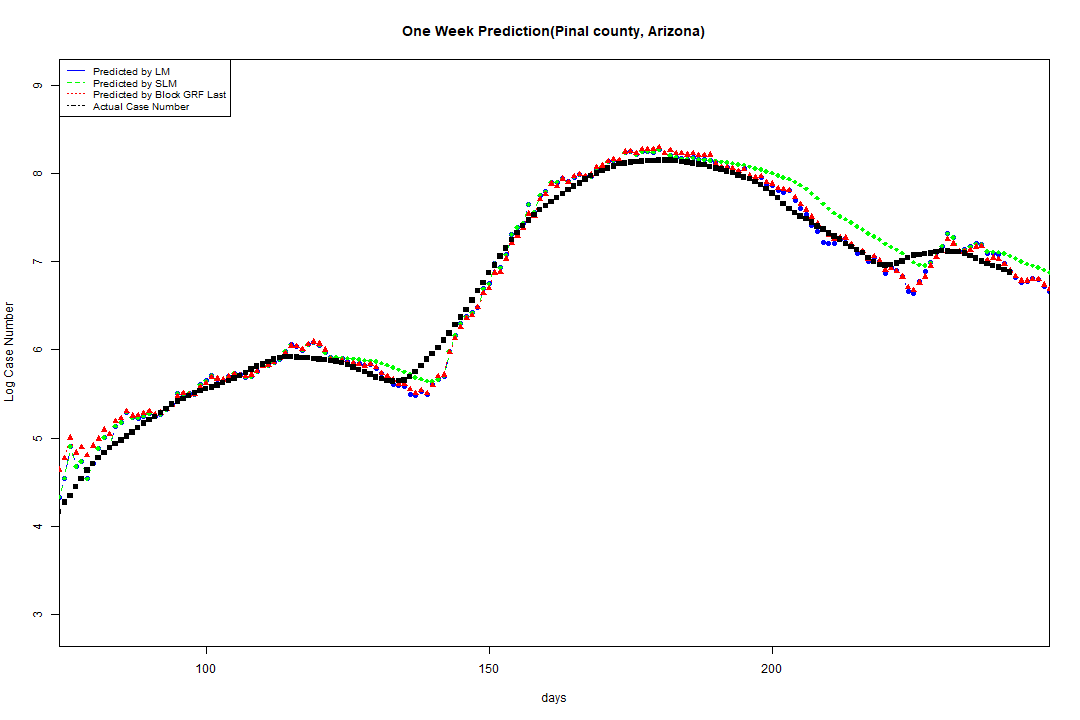 One Week Prediction(Pinal county, Arizona)
Predicted by LM
Predicted by SLM
Predicted by Block GRF Last
Actual Case Number
9
8
7
6
5
4
3
Log Case Number
100
150
200
days